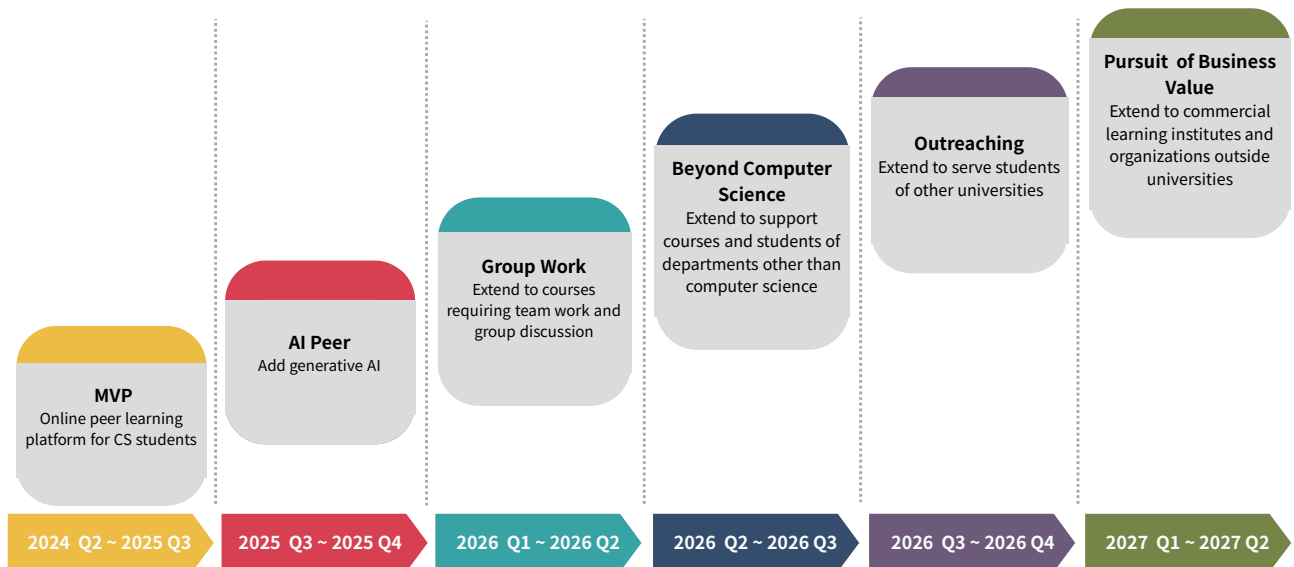 MVP
Online peer learning
platform for CS students
AI Peer
Add generative AI
Group Work
Extend to courses
requiring team work and
group discussion
Beyond Computer
Science
Extend to support
courses and students of
departments other than
computer science
Outreaching
Extend to serve students
of other universities
Pursuit of Business
Value
Extend to commercial
learning institutes and
organizations outside
universities
2024 Q2 ~ 2025 Q3
2025 Q3 ~ 2025 Q4
2026 Q1 ~ 2026 Q2
2026 Q2 ~ 2026 Q3
2026 Q3 ~ 2026 Q4
2027 Q1 ~ 2027 Q2